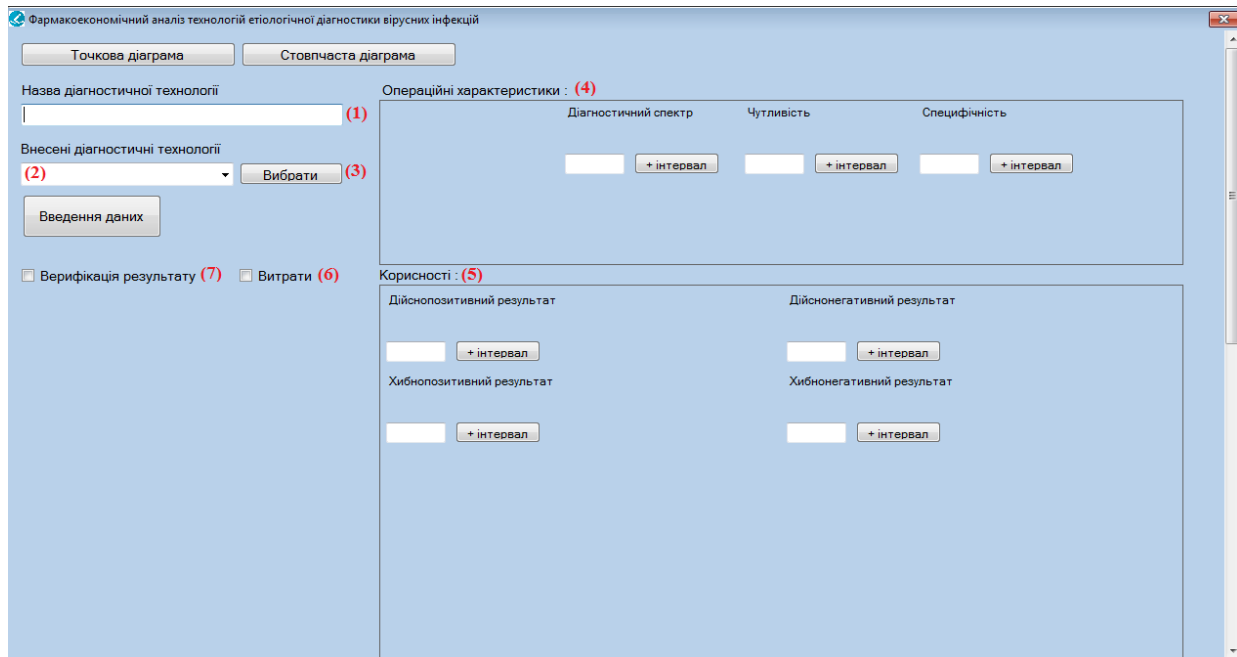 Фармакоекономічний аналіз технологій етіологічної діагностики вірусних інфекцій
Точкова діаграма Стовпчаста діаграма
Назва діагностичної технології
(1)
Внесені діагностичні технології
(2) Вибрати (3)
Введення даних
Верифікація результату (7) Витрати (6)
Операційні характеристики : (4)
Діагностичний спектр Чутливість Специфічність
+ інтервал + інтервал + інтервал
Корисності : (5)
Дійснопозитивний результат Дійснонегативний результат
+ інтервал + інтервал
Хибнопозитивний результат Хибнонегативний результат
+ інтервал + інтервал